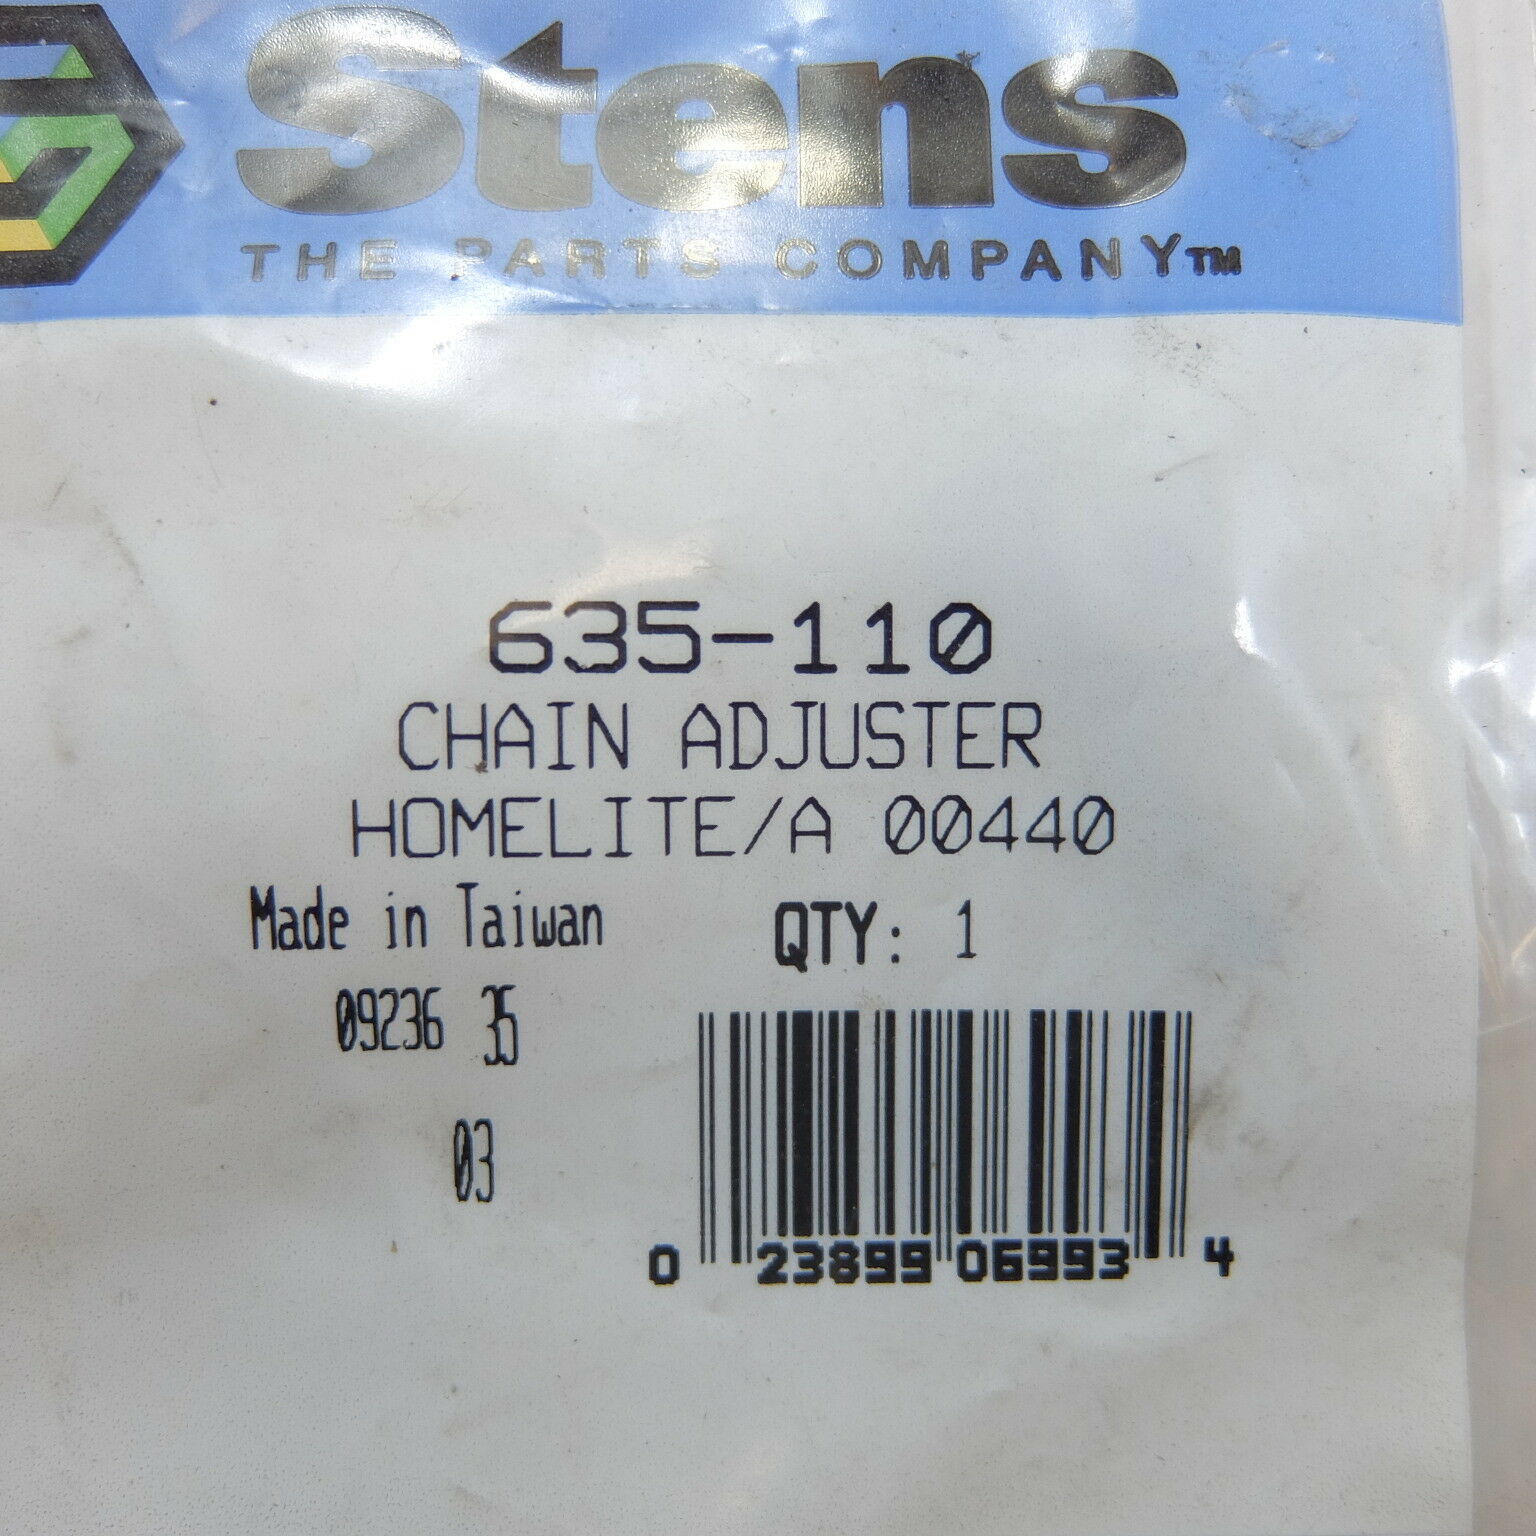 Stens
THE PARTS COMPANY™
635-110
CHAIN ADJUSTER
HOMELITE/A 00440
Made in Taiwan
QTY: 1
09236 35
03
0 23899 06993 4